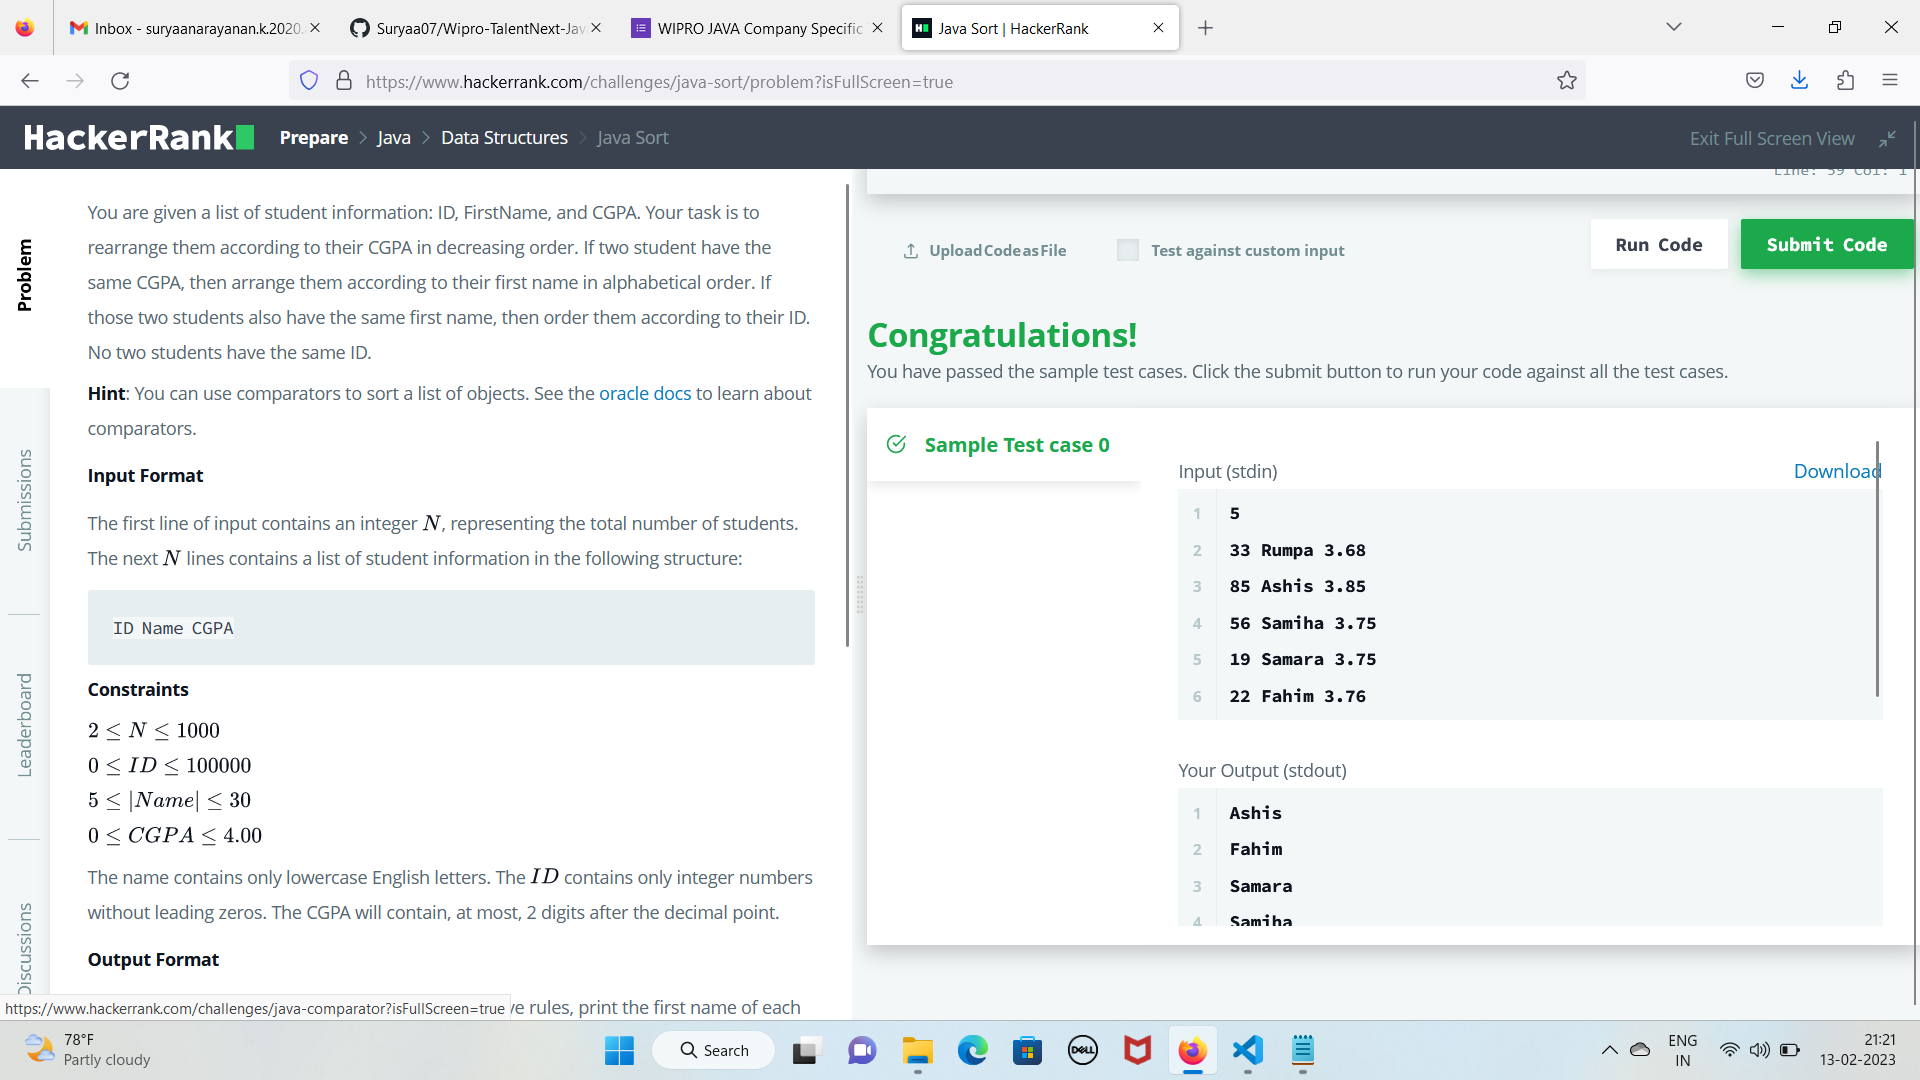 Inbox - suryaanarayanan.k.2020.
Suryaa07/Wipro-TalentNext-Jav
WIPRO JAVA Company Specific
Java Sort | HackerRank
https://www.hackerrank.com/challenges/java-sort/problem?isFullScreen=true
HackerRank
Prepare > Java > Data Structures > Java Sort
Exit Full Screen View
Problem
Submissions
Leaderboard
Discussions
You are given a list of student information: ID, FirstName, and CGPA. Your task is to
rearrange them according to their CGPA in decreasing order. If two student have the
same CGPA, then arrange them according to their first name in alphabetical order. If
those two students also have the same first name, then order them according to their ID.
No two students have the same ID.
Hint: You can use comparators to sort a list of objects. See the oracle docs to learn about
comparators.
Input Format
The first line of input contains an integer N, representing the total number of students.
The next N lines contains a list of student information in the following structure:
ID Name CGPA
Constraints
2 ≤ N ≤ 1000
0 ≤ ID ≤ 100000
5 ≤ |Name| ≤ 30
0 ≤ CGPA ≤ 4.00
The name contains only lowercase English letters. The ID contains only integer numbers
without leading zeros. The CGPA will contain, at most, 2 digits after the decimal point.
Output Format
ve rules, print the first name of each
https://www.hackerrank.com/challenges/java-comparator?isFullScreen=true
Line: 59 Col: 1
Upload Code as File
Test against custom input
Run Code
Submit Code
Congratulations!
You have passed the sample test cases. Click the submit button to run your code against all the test cases.
Sample Test case 0
Input (stdin)
Download
1 5
2 33 Rumpa 3.68
3 85 Ashis 3.85
4 56 Samiha 3.75
5 19 Samara 3.75
6 22 Fahim 3.76
Your Output (stdout)
1 Ashis
2 Fahim
3 Samara
4 Samiha
78°F
Partly cloudy
Search
DELL
ENG
IN
21:21
13-02-2023